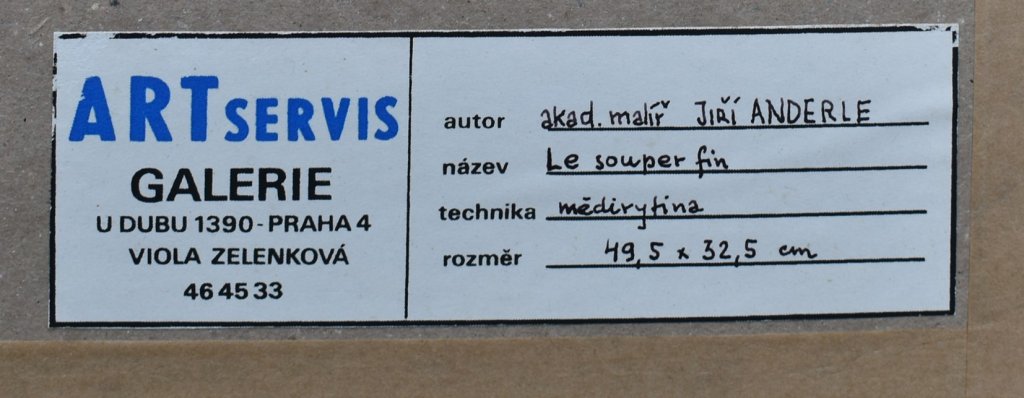 ARTSERVIS
GALERIE
U DUBU 1390 - PRAHA 4
VIOLA ZELENKOVÁ
46 45 33
autor akad. malíř JIŘÍ ANDERLE
název Le souper fin
technika mědirytina
rozměr 49,5 x 32,5 cm